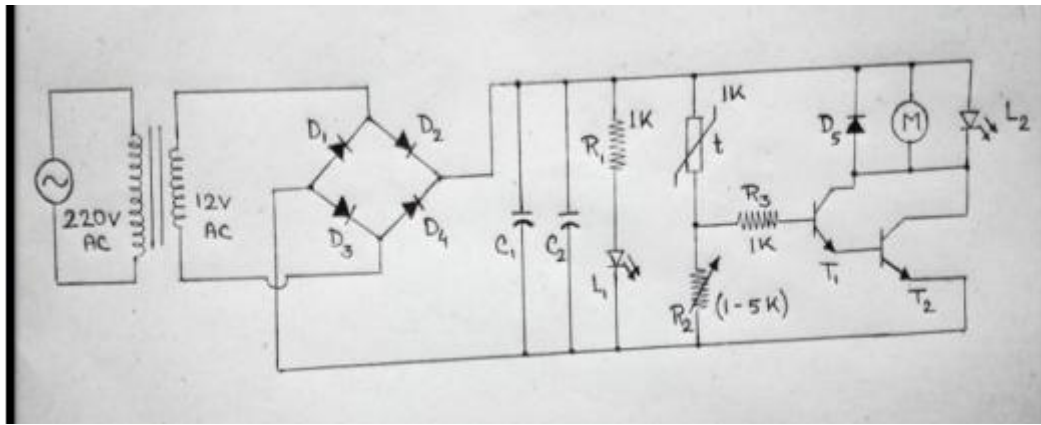 220V
AC
12V
AC
D₁
D₂
D₃
D₄
C₁
C₂
R₁
1K
L₁
1K
t
R₂
(1-5K)
R₃
1K
D₅
M
L₂
T₁
T₂